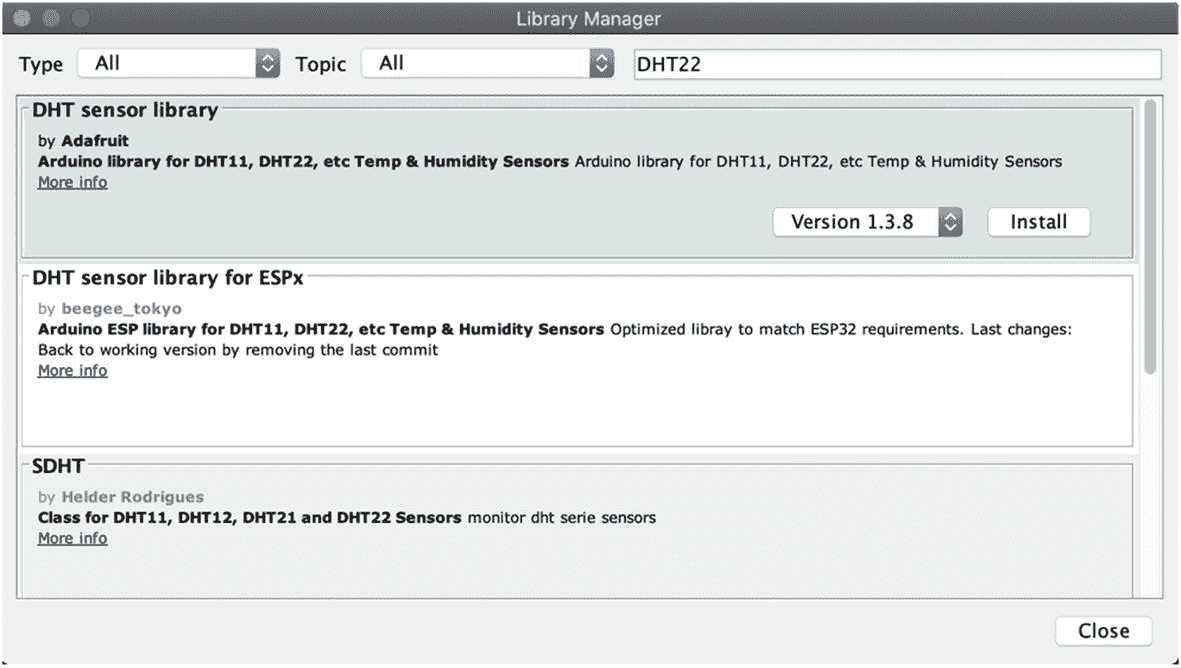 Library Manager
Type All Topic All DHT22
DHT sensor library
by Adafruit
Arduino library for DHT11, DHT22, etc Temp & Humidity Sensors Arduino library for DHT11, DHT22, etc Temp & Humidity Sensors
More info
Version 1.3.8 Install
DHT sensor library for ESPx
by beegee_tokyo
Arduino ESP library for DHT11, DHT22, etc Temp & Humidity Sensors Optimized libray to match ESP32 requirements. Last changes:
Back to working version by removing the last commit
More info
SDHT
by Helder Rodrigues
Class for DHT11, DHT12, DHT21 and DHT22 Sensors monitor dht serie sensors
More info
Close